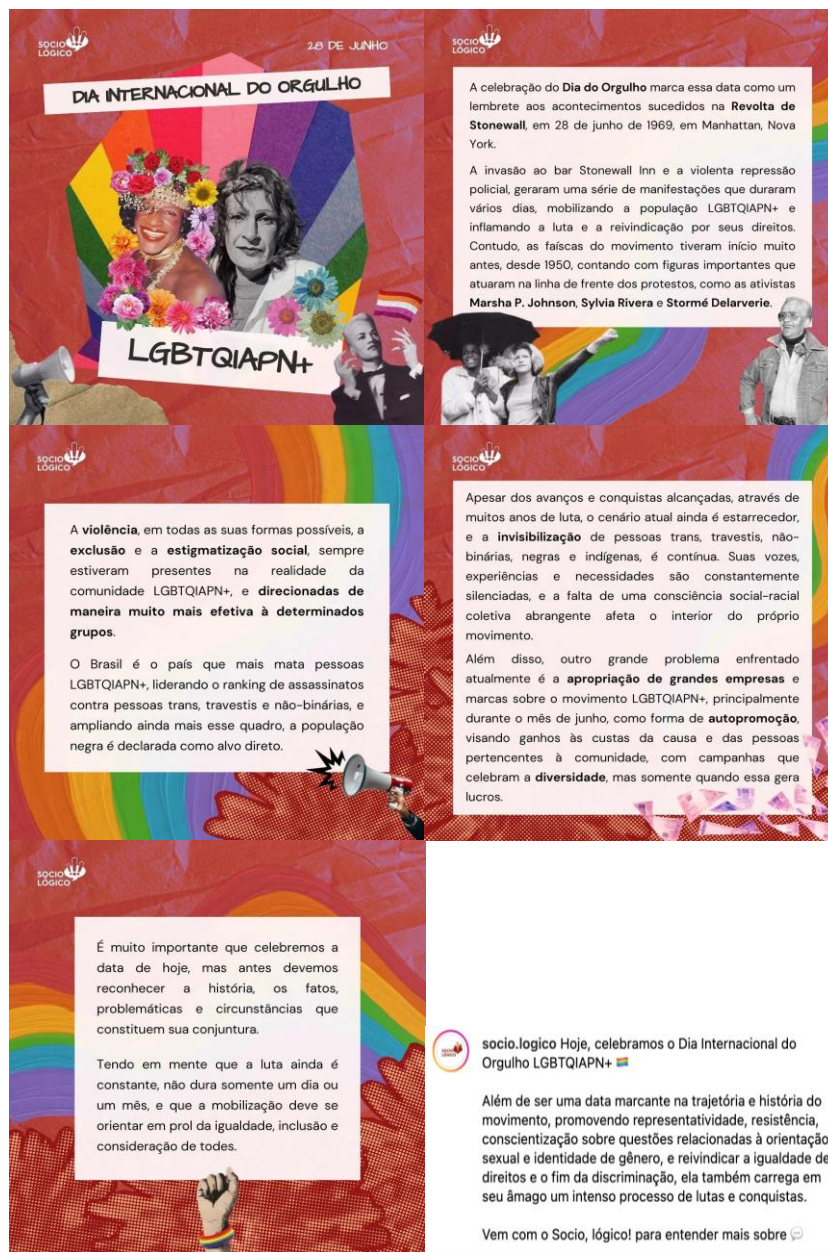 SOCIO
LÓGICO
28 DE JUNHO
DIA INTERNACIONAL DO ORGULHO
LGBTQIAPN+
SOCIO
LÓGICO
A celebração do Dia do Orgulho marca essa data como um
lembrete aos acontecimentos sucedidos na Revolta de
Stonewall, em 28 de junho de 1969, em Manhattan, Nova
York.
A invasão ao bar Stonewall Inn e a violenta repressão
policial, geraram uma série de manifestações que duraram
vários dias, mobilizando a população LGBTQIAPN+ e
inflamando a luta e a reivindicação por seus direitos.
Contudo, as faíscas do movimento tiveram início muito
antes, desde 1950, contando com figuras importantes que
atuaram na linha de frente dos protestos, como as ativistas
Marsha P. Johnson, Sylvia Rivera e Stormé Delarverie.
SOCIO
LÓGICO
A violência, em todas as suas formas possíveis, a
exclusão e a estigmatização social, sempre
estiveram presentes na realidade da
comunidade LGBTQIAPN+, e direcionadas de
maneira muito mais efetiva à determinados
grupos.
O Brasil é o país que mais mata pessoas
LGBTQIAPN+, liderando o ranking de assassinatos
contra pessoas trans, travestis e não-binárias, e
ampliando ainda mais esse quadro, a população
negra é declarada como alvo direto.
SOCIO
LÓGICO
Apesar dos avanços e conquistas alcançadas, através de
muitos anos de luta, o cenário atual ainda é estarrecedor,
e a invisibilização de pessoas trans, travestis, não-
binárias, negras e indígenas, é contínua. Suas vozes,
experiências e necessidades são constantemente
silenciadas, e a falta de uma consciência social-racial
coletiva abrangente afeta o interior do próprio
movimento.
Além disso, outro grande problema enfrentado
atualmente é a apropriação de grandes empresas e
marcas sobre o movimento LGBTQIAPN+, principalmente
durante o mês de junho, como forma de autopromoção,
visando ganhos às custas da causa e das pessoas
pertencentes à comunidade, com campanhas que
celebram a diversidade, mas somente quando essa gera
lucros.
SOCIO
LÓGICO
É muito importante que celebremos a
data de hoje, mas antes devemos
reconhecer a história, os fatos,
problemáticas e circunstâncias que
constituem sua conjuntura.
Tendo em mente que a luta ainda é
constante, não dura somente um dia ou
um mês, e que a mobilização deve se
orientar em prol da igualdade, inclusão e
consideração de todes.
socio.logico Hoje, celebramos o Dia Internacional do
Orgulho LGBTQIAPN+ 🏳️‍🌈
Além de ser uma data marcante na trajetória e história do
movimento, promovendo representatividade, resistência,
conscientização sobre questões relacionadas à orientação
sexual e identidade de gênero, e reivindicar a igualdade de
direitos e o fim da discriminação, ela também carrega em
seu âmago um intenso processo de lutas e conquistas.
Vem com o Socio, lógico! para entender mais sobre 💬